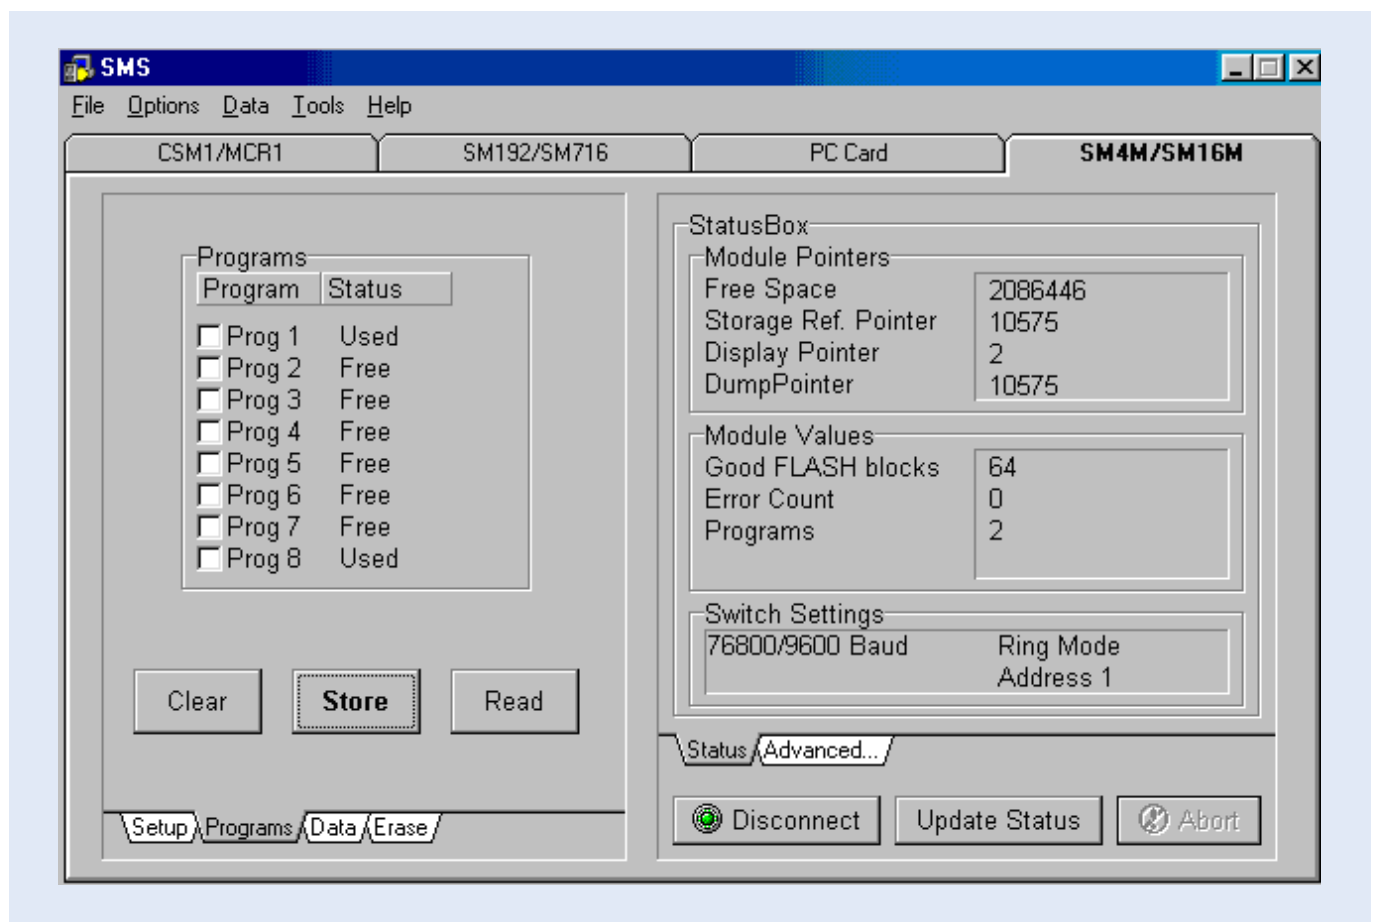 SMS
File Options Data Tools Help
CSM1/MCR1 SM192/SM716 PC Card SM4M/SM16M
Programs
Program Status
Prog 1 Used
Prog 2 Free
Prog 3 Free
Prog 4 Free
Prog 5 Free
Prog 6 Free
Prog 7 Free
Prog 8 Used
Clear Store Read
Setup Programs Data Erase
StatusBox
Module Pointers
Free Space 2086446
Storage Ref. Pointer 10575
Display Pointer 2
DumpPointer 10575
Module Values
Good FLASH blocks 64
Error Count 0
Programs 2
Switch Settings
76800/9600 Baud Ring Mode
Address 1
Status Advanced...
Disconnect Update Status Abort